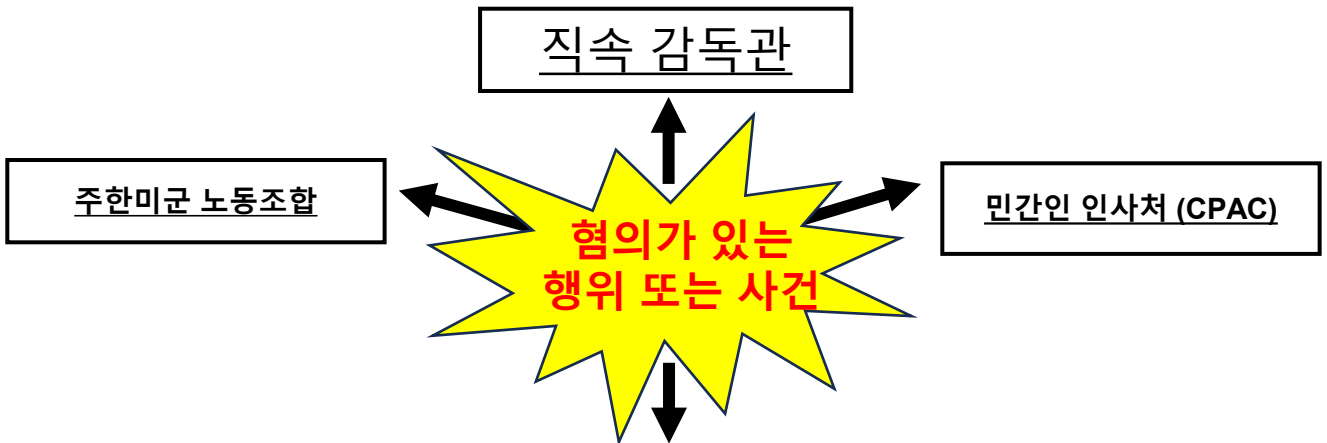 직속 감독관
주한미군 노동조합
민간인 인사처 (CPAC)
혐의가 있는
행위 또는 사건